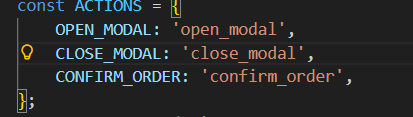 const ACTIONS = {
OPEN_MODAL: 'open_modal',
CLOSE_MODAL: 'close_modal',
CONFIRM_ORDER: 'confirm_order',
};